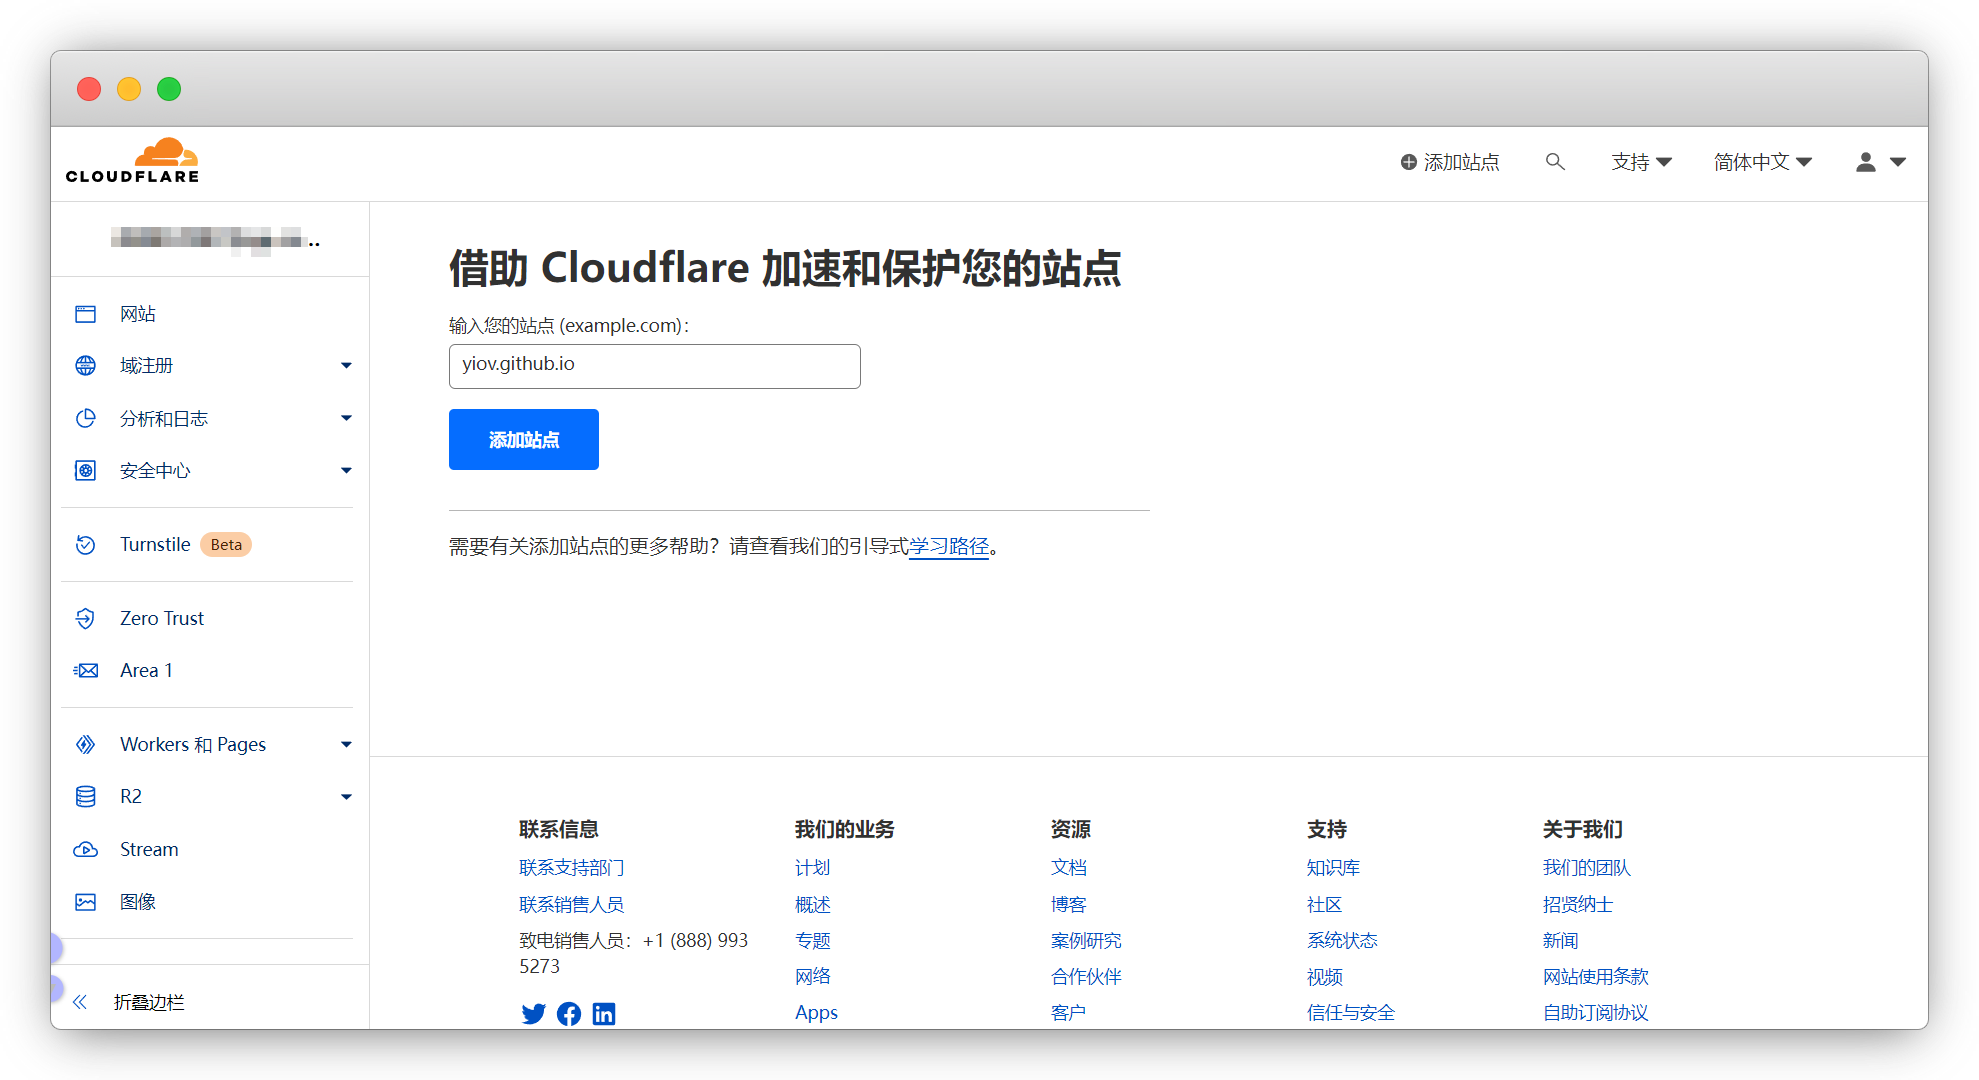 CLOUDFLARE
添加站点
支持
简体中文
..
网站
域注册
分析和日志
安全中心
Turnstile Beta
Zero Trust
Area 1
Workers 和 Pages
R2
Stream
图像
折叠边栏
借助 Cloudflare 加速和保护您的站点
输入您的站点 (example.com)：
yiov.github.io
添加站点
需要有关添加站点的更多帮助？请查看我们的引导式学习路径。
联系信息
联系支持部门
联系销售人员
致电销售人员：+1 (888) 993
5273
我们的业务
计划
概述
专题
网络
Apps
资源
文档
博客
案例研究
合作伙伴
客户
支持
知识库
社区
系统状态
视频
信任与安全
关于我们
我们的团队
招贤纳士
新闻
网站使用条款
自助订阅协议